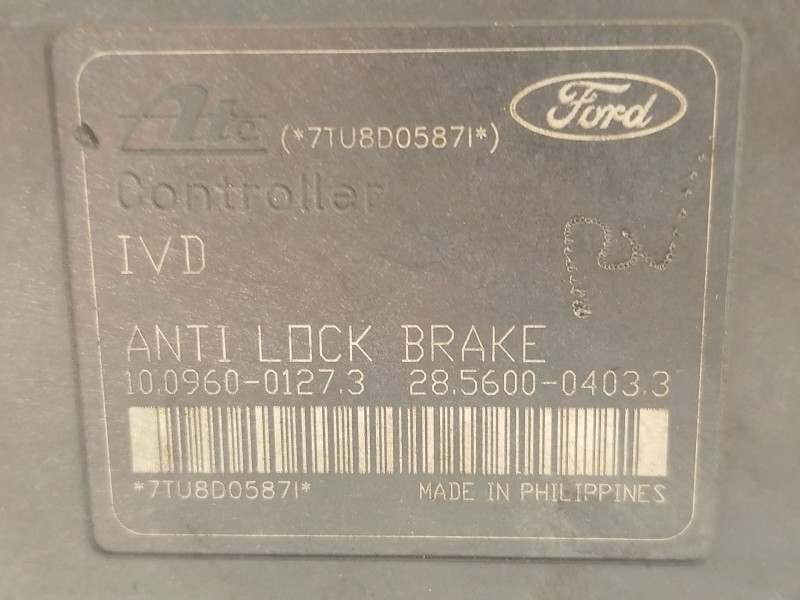 Ate (*7TU8D0587I*)
Ford
Controller
IVD
ANTI LOCK BRAKE
10.0960-0127.3 28.5600-0403.3
*7TU8D0587I*
MADE IN PHILIPPINES